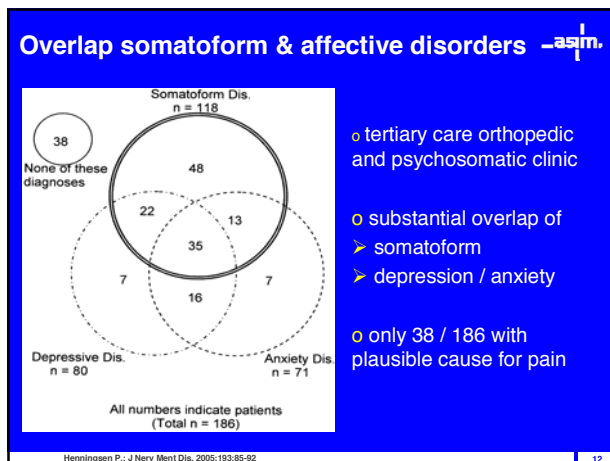 Overlap somatoform & affective disorders
asim.
Somatoform Dis.
n = 118
38
None of these
diagnoses
48
22
13
35
7
7
16
Depressive Dis.
n = 80
Anxiety Dis.
n = 71
All numbers indicate patients
(Total n = 186)
o tertiary care orthopedic
and psychosomatic clinic
o substantial overlap of
➢ somatoform
➢ depression / anxiety
o only 38 / 186 with
plausible cause for pain
Henningsen P.: J Nerv Ment Dis. 2005;193:85-92
12